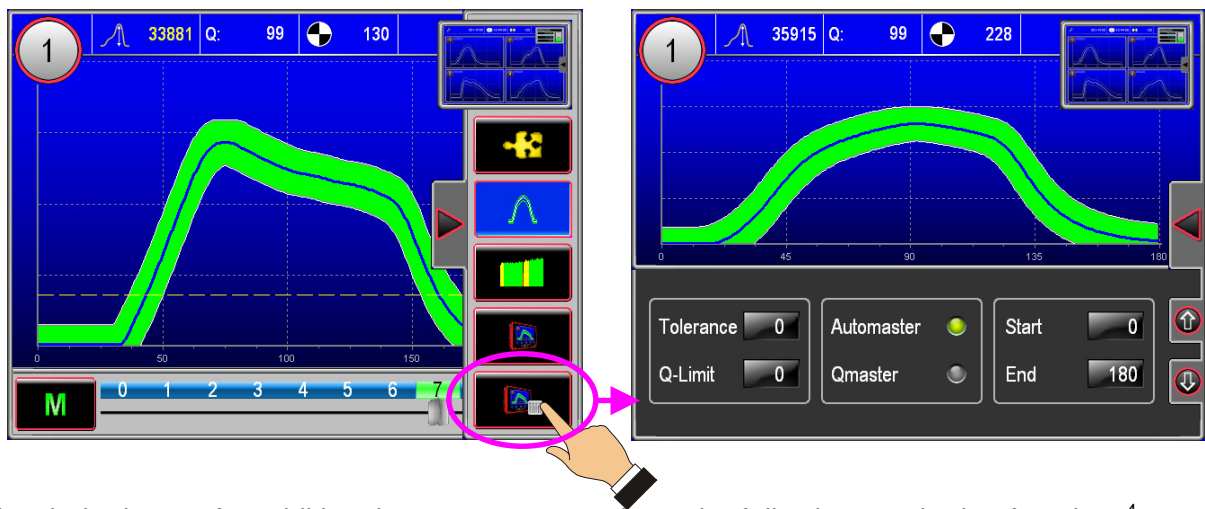 1 33881 Q: 99 130
0 50 100 150
M 0 1 2 3 4 5 6 7
1 35915 Q: 99 228
0 45 90 135 180
Tolerance 0 Automaster Start 0
Q-Limit 0 Qmaster End 180
4